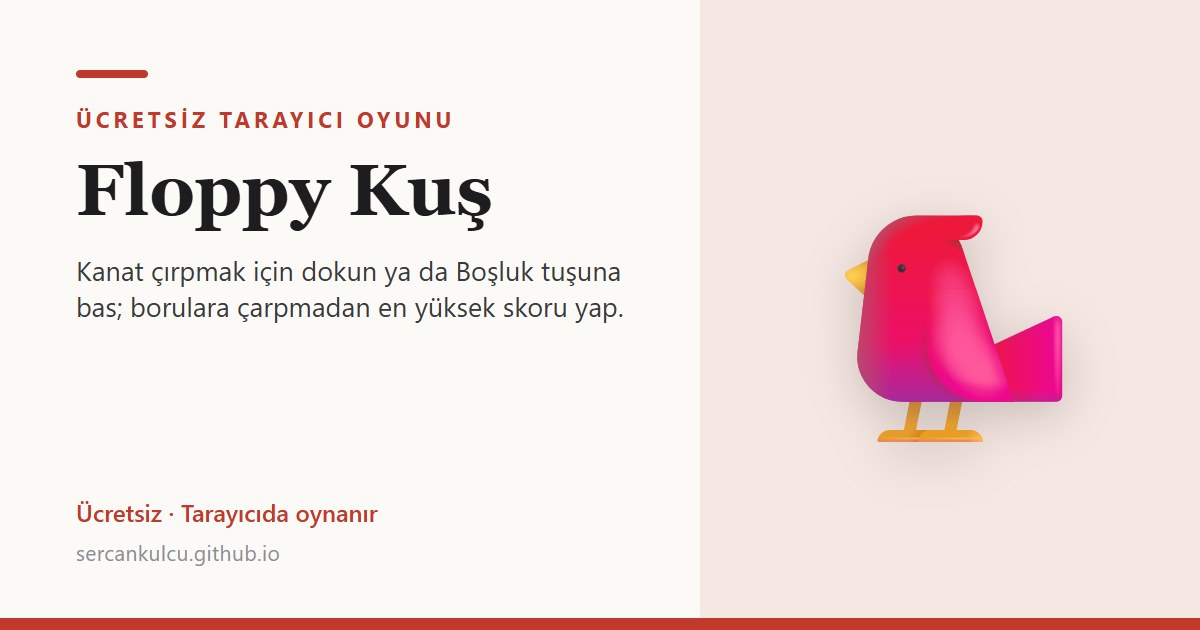 ÜCRETSİZ TARAYICI OYUNU
Floppy Kuş
Kanat çırpmak için dokun ya da Boşluk tuşuna
bas; borulara çarpmadan en yüksek skoru yap.
Ücretsiz · Tarayıcıda oynanır
sercankulcu.github.io